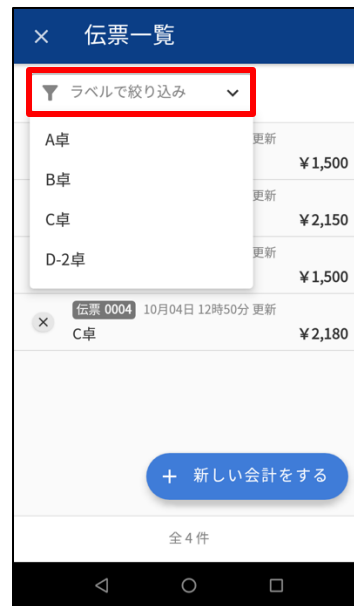 × 伝票一覧
ラベルで絞り込み
A卓
更新
¥1,500
B卓
更新
C卓
¥2,150
D-2卓
更新
¥1,500
伝票 0004 10月04日 12時50分 更新
C卓
¥2,180
+ 新しい会計をする
全4件